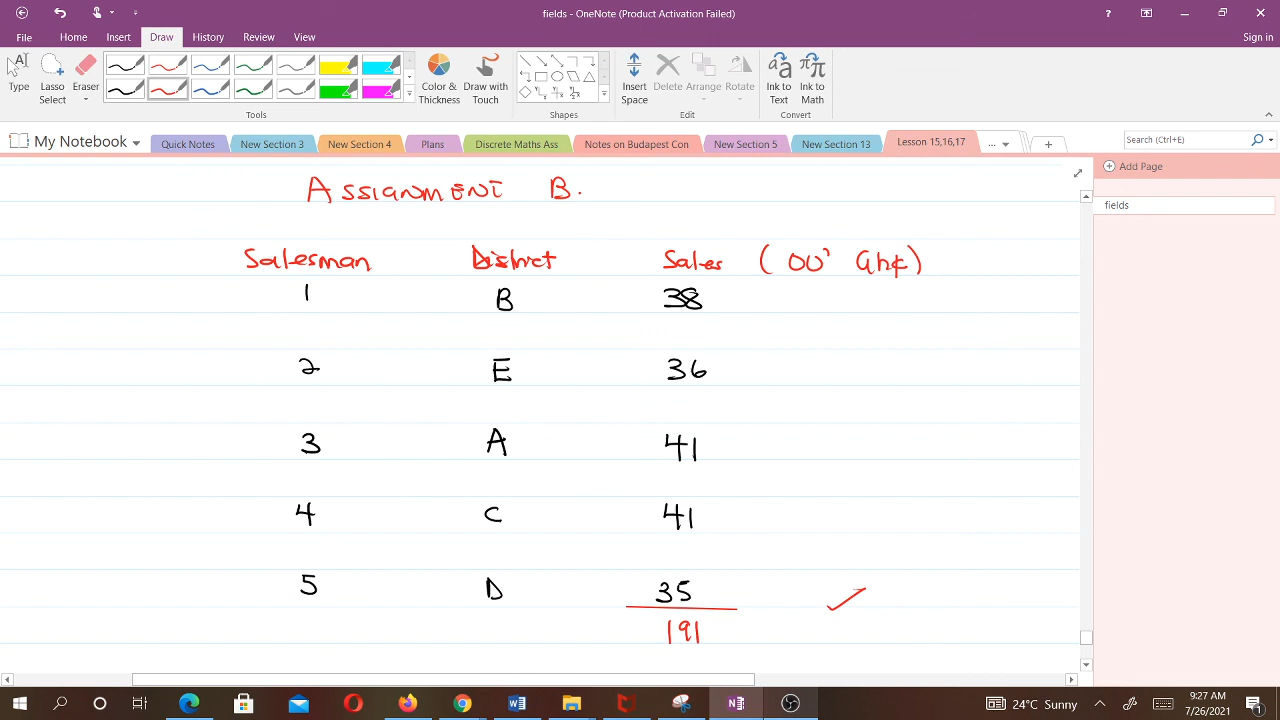 fields - OneNote (Product Activation Failed)
File Home Insert Draw History Review View Sign in
Type Lasso Select Eraser Color & Thickness Draw with Touch Insert Space Delete Arrange Rotate Ink to Text Ink to Math
Tools Shapes Edit Convert
My Notebook Quick Notes New Section 3 New Section 4 Plans Discrete Maths Ass Notes on Budapest Con New Section 5 New Section 13 Lesson 15,16,17 ... Search (Ctrl+E)
Add Page
fields
Assignment B.
Salesman District Sales (00' Gh¢)
1 B 38
2 E 36
3 A 41
4 C 41
5 D 35
191
24°C Sunny
9:27 AM
7/26/2021